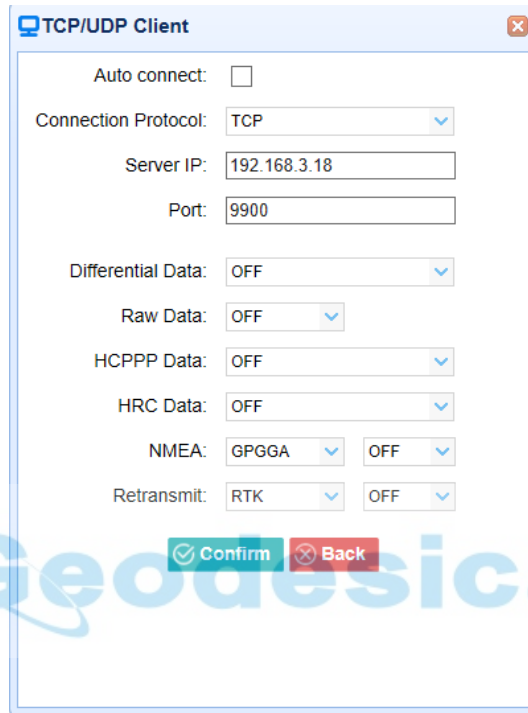 TCP/UDP Client
Auto connect:
Connection Protocol: TCP
Server IP: 192.168.3.18
Port: 9900
Differential Data: OFF
Raw Data: OFF
HCPPP Data: OFF
HRC Data: OFF
NMEA: GPGGA OFF
Retransmit: RTK OFF
Confirm Back
Geodesic.